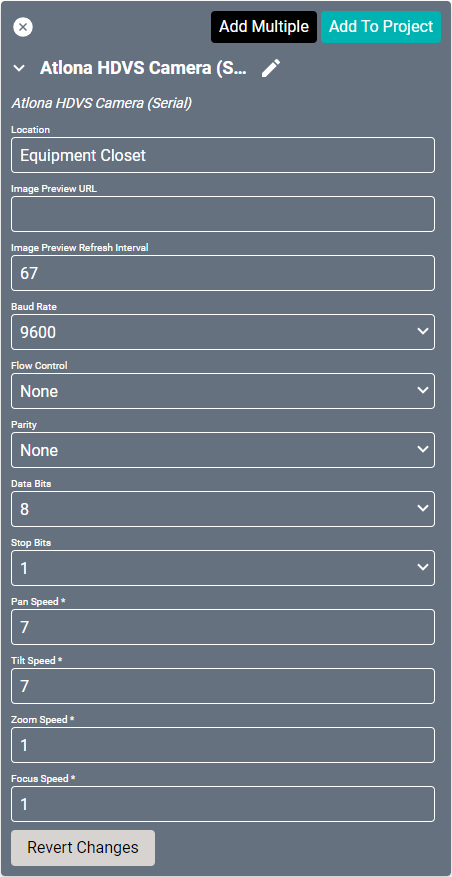 Add Multiple
Add To Project
Atlona HDVS Camera (S...
Atlona HDVS Camera (Serial)
Location
Equipment Closet
Image Preview URL
Image Preview Refresh Interval
67
Baud Rate
9600
Flow Control
None
Parity
None
Data Bits
8
Stop Bits
1
Pan Speed *
7
Tilt Speed *
7
Zoom Speed *
1
Focus Speed *
1
Revert Changes